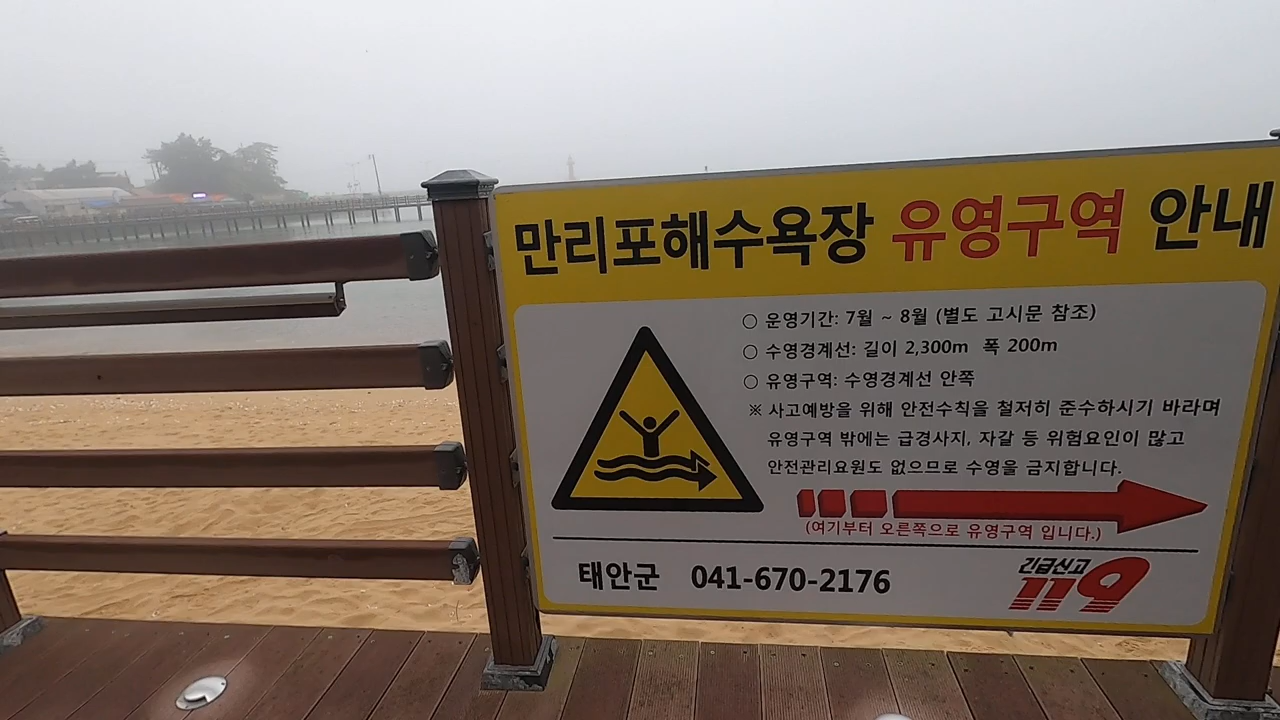 만리포해수욕장 유영구역 안내
○ 운영기간: 7월 ~ 8월 (별도 고시문 참조)
○ 수영경계선: 길이 2,300m 폭 200m
○ 유영구역: 수영경계선 안쪽
※ 사고예방을 위해 안전수칙을 철저히 준수하시기 바라며
유영구역 밖에는 급경사지, 자갈 등 위험요인이 많고
안전관리요원도 없으므로 수영을 금지합니다.
(여기부터 오른쪽으로 유영구역 입니다.)
태안군 041-670-2176
긴급신고
119